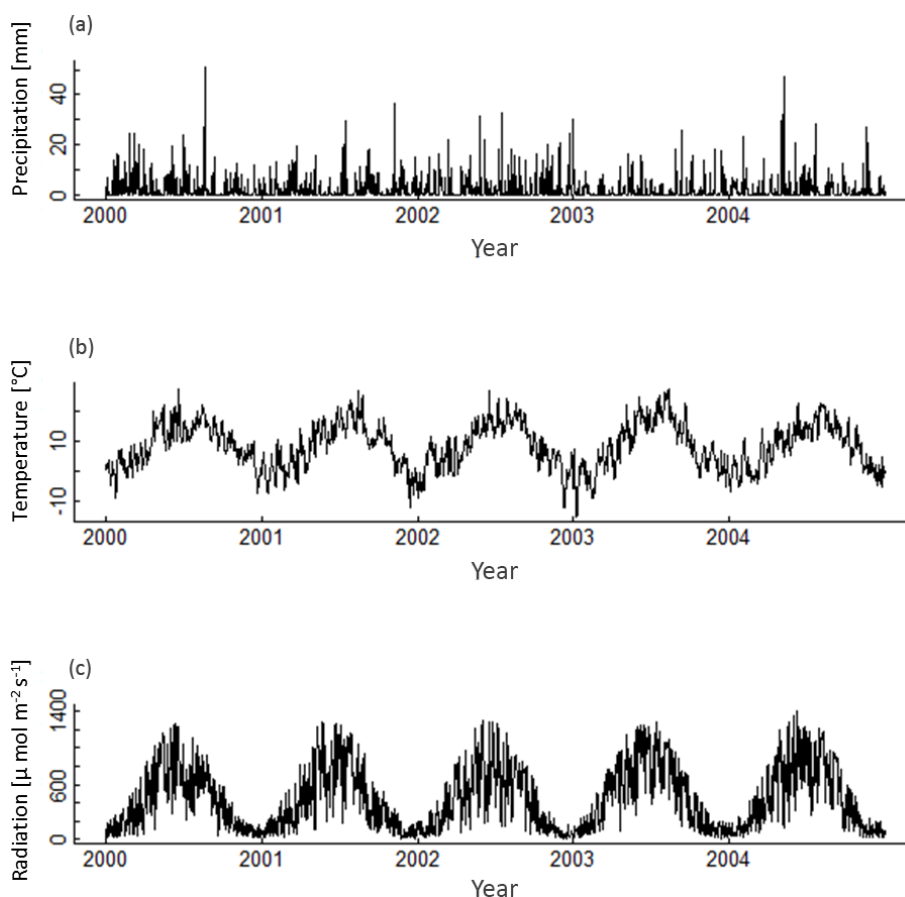 (a)
Precipitation [mm]
40
20
0
2000 2001 2002 2003 2004
Year
(b)
Temperature [°C]
10
-10
2000 2001 2002 2003 2004
Year
(c)
Radiation [μ mol m⁻² s⁻¹]
1400
600
0
2000 2001 2002 2003 2004
Year